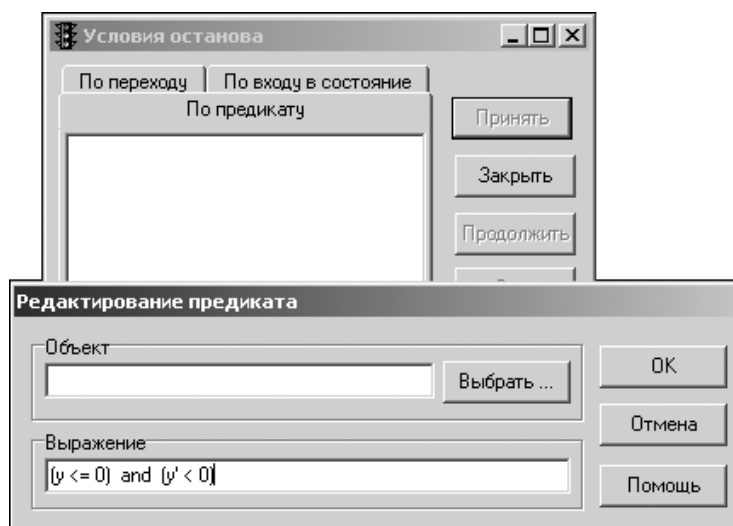 Условия останова
По переходу По входу в состояние
По предикату
Принять
Закрыть
Продолжить
Редактирование предиката
Объект
Выбрать ...
OK
Отмена
Выражение
(y <= 0) and (y' < 0)
Помощь